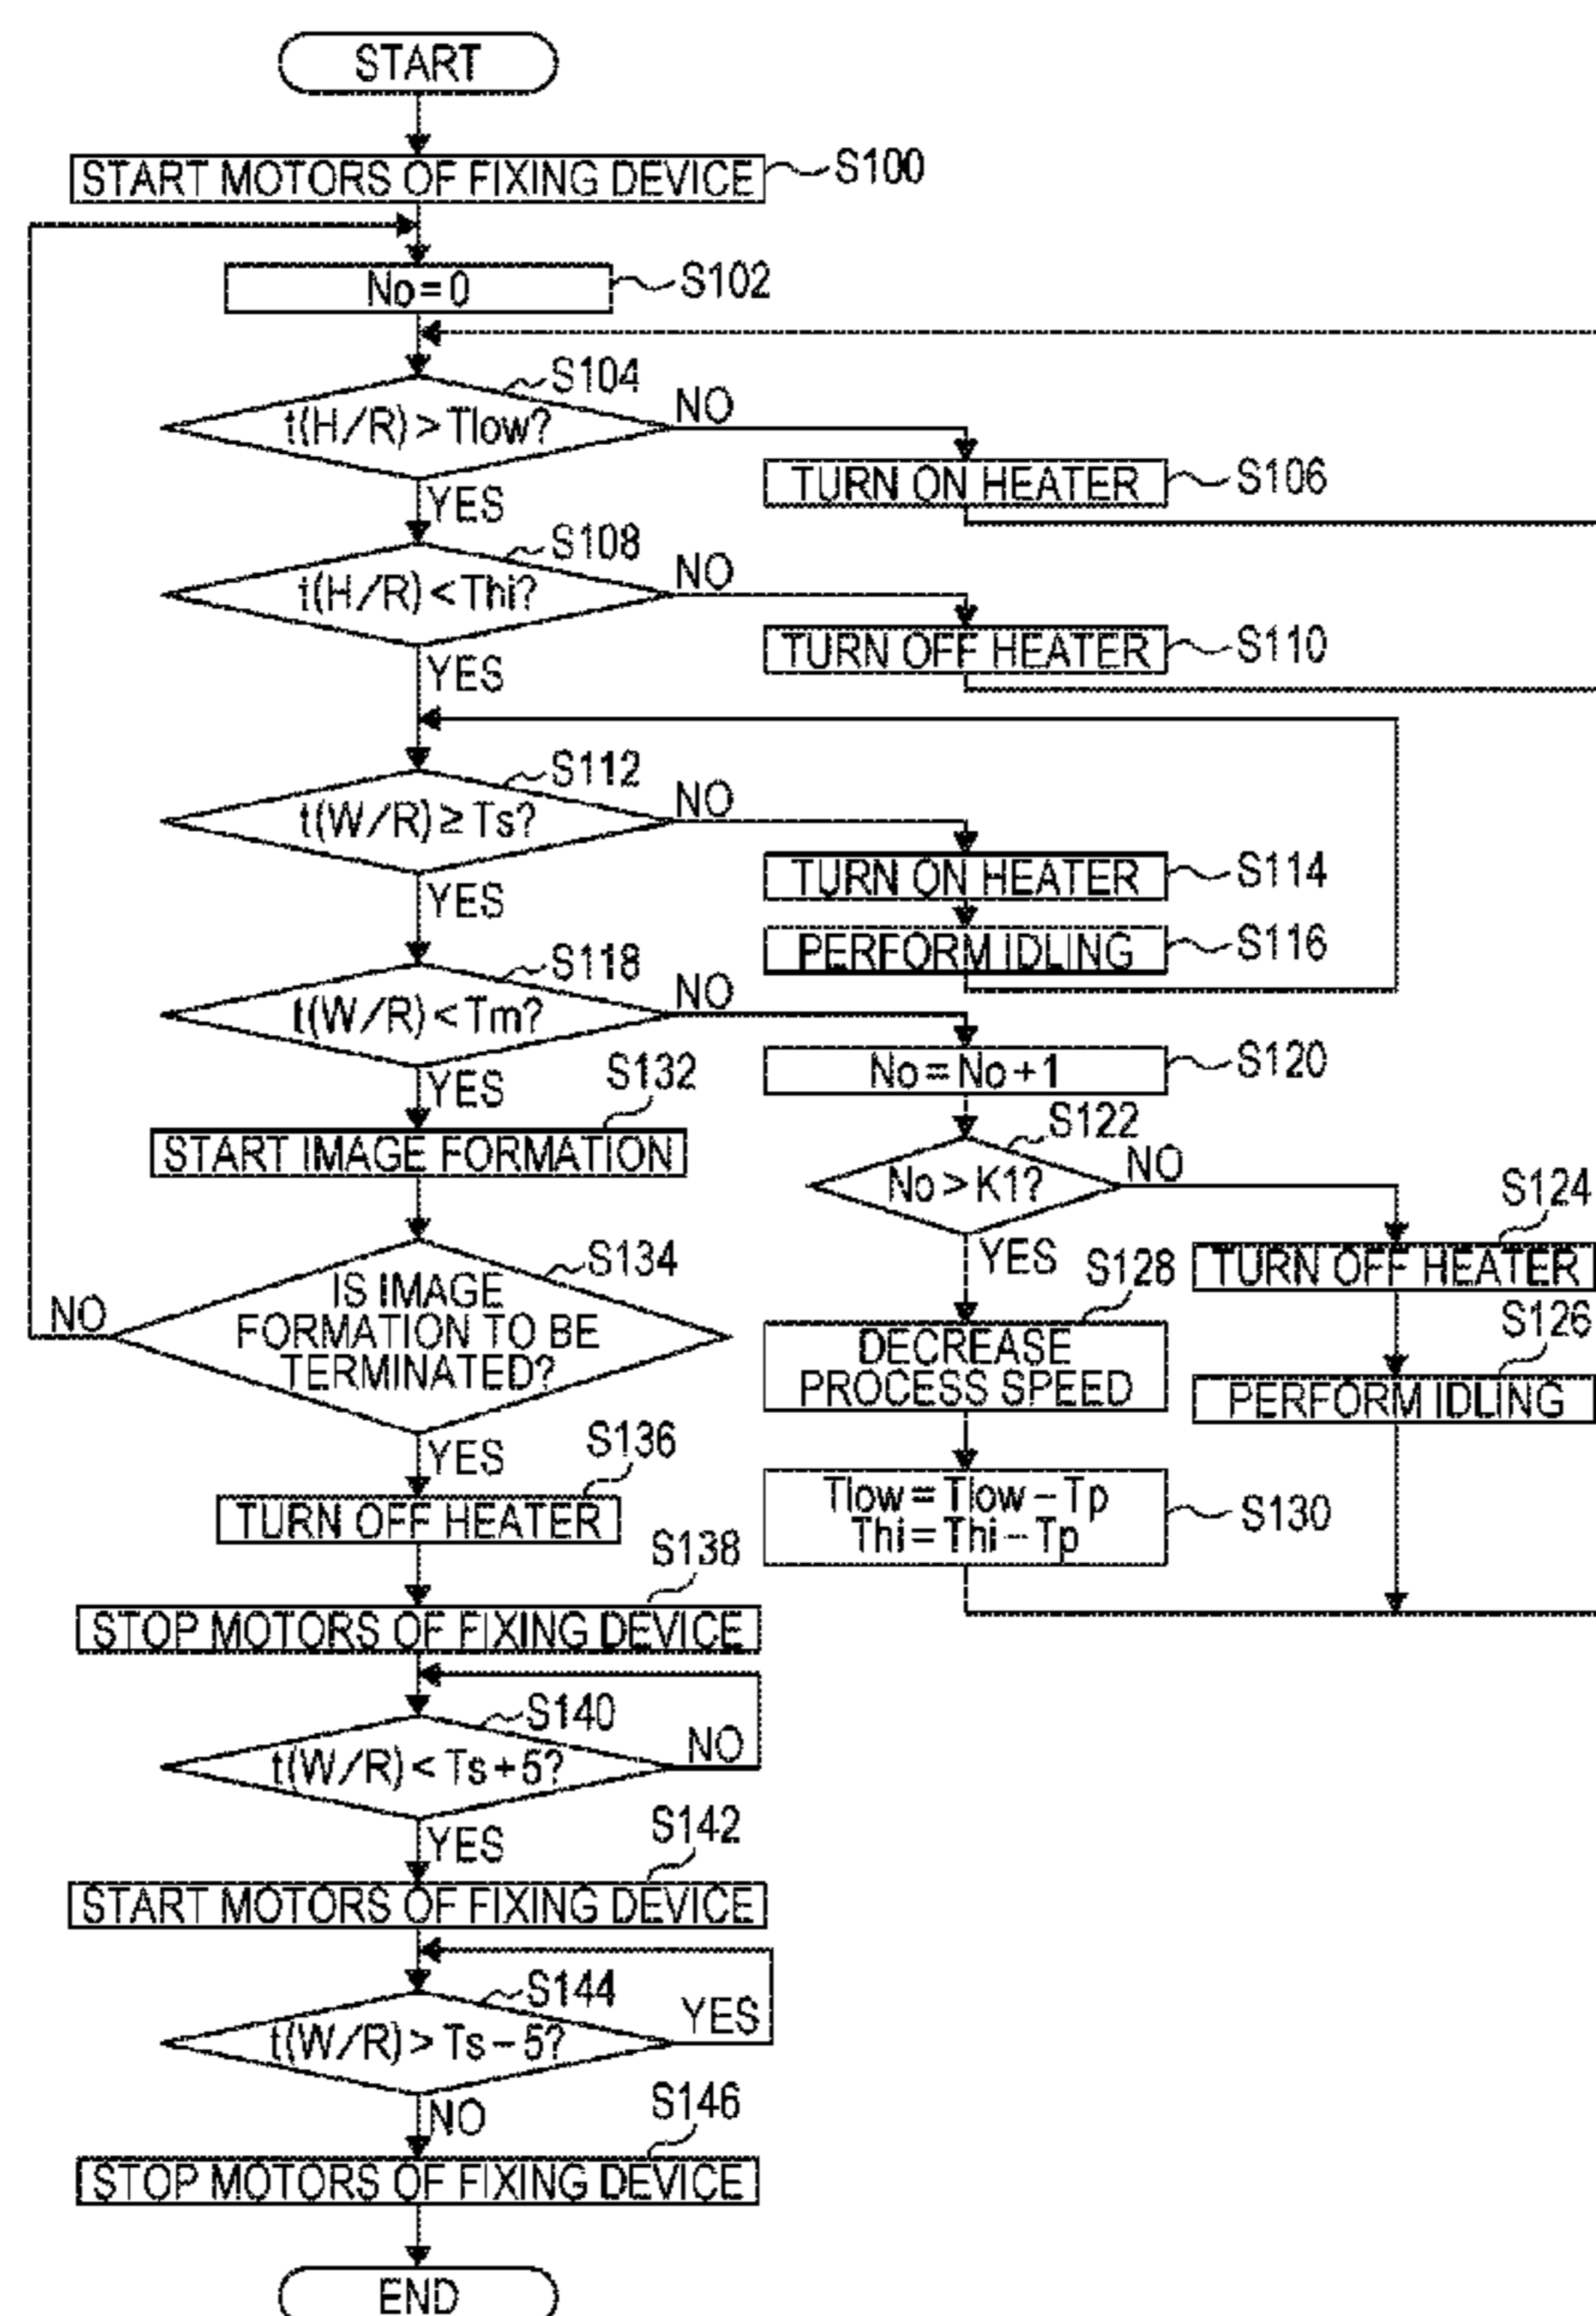 START
START MOTORS OF FIXING DEVICE
S100
No=0
S102
S104
t(H/R)>Tlow?
NO
TURN ON HEATER
S106
YES
S108
t(H/R)<Thi?
NO
TURN OFF HEATER
S110
YES
S112
t(W/R)≥Ts?
NO
TURN ON HEATER
S114
YES
PERFORM IDLING
S116
S118
t(W/R)<Tm?
NO
No=No+1
S120
YES
S132
START IMAGE FORMATION
S122
No>K1?
NO
YES
S124
TURN OFF HEATER
S126
PERFORM IDLING
S128
DECREASE
PROCESS SPEED
Tlow=Tlow-Tp
Thi=Thi-Tp
S130
S134
IS IMAGE
FORMATION TO BE
TERMINATED?
NO
YES
S136
TURN OFF HEATER
S138
STOP MOTORS OF FIXING DEVICE
S140
t(W/R)<Ts+5?
NO
YES
S142
START MOTORS OF FIXING DEVICE
S144
t(W/R)>Ts-5?
YES
NO
S146
STOP MOTORS OF FIXING DEVICE
END